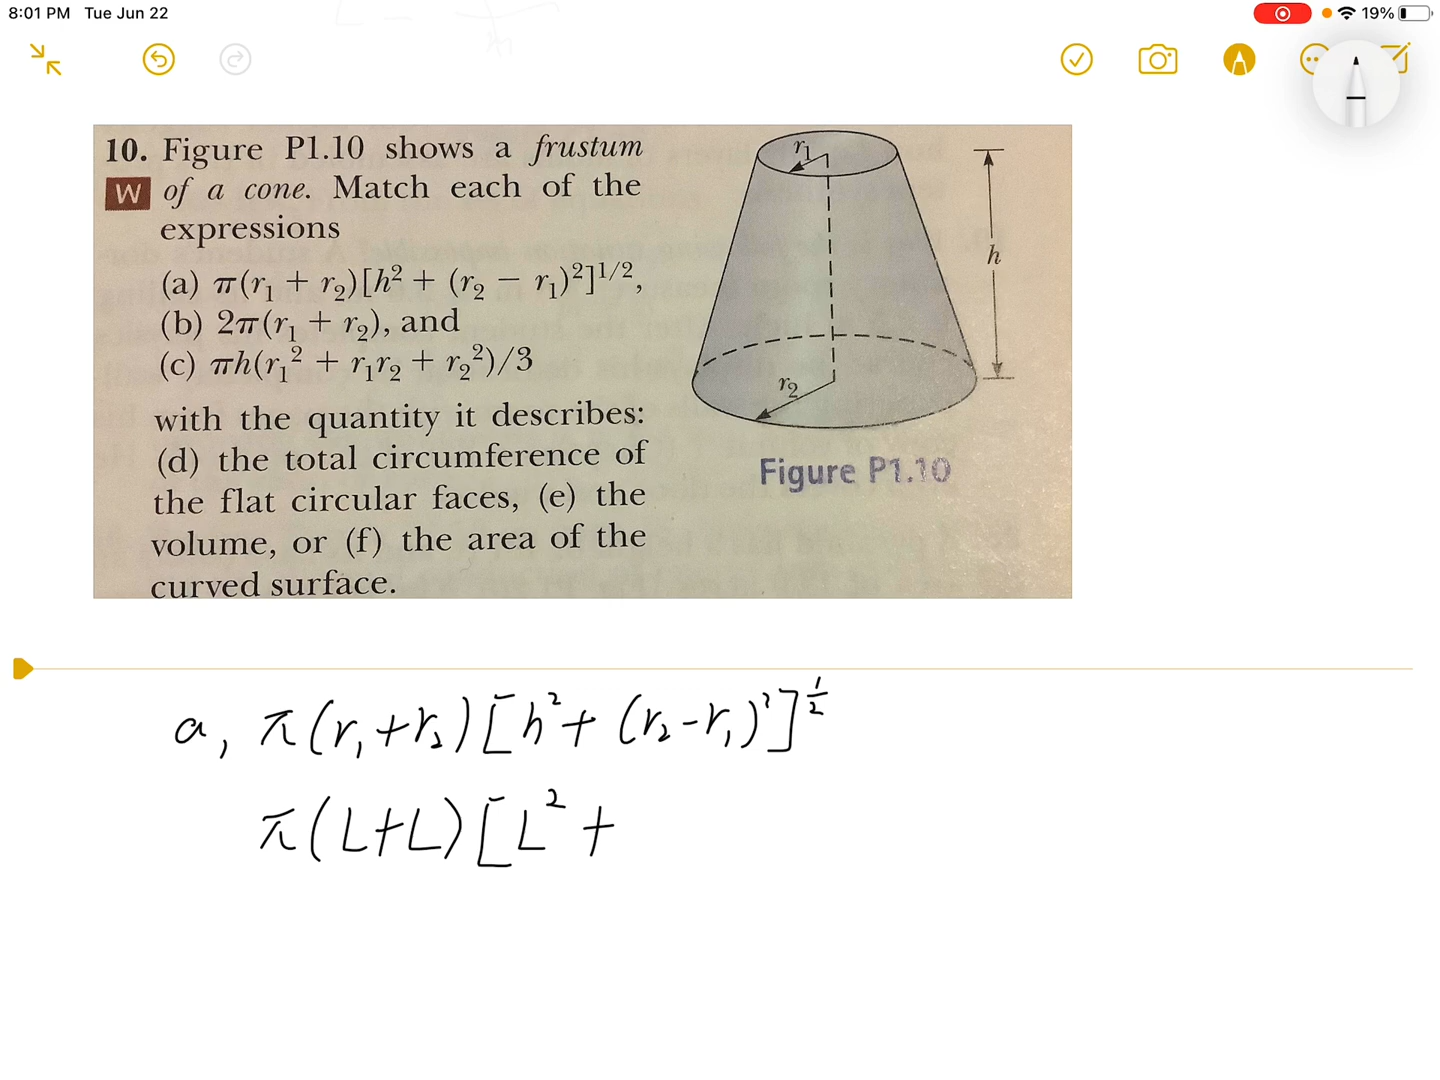 8:01 PM Tue Jun 22
19%
10. Figure P1.10 shows a frustum
W of a cone. Match each of the
expressions
(a) π(r₁ + r₂)[h² + (r₂ − r₁)²]^1/2,
(b) 2π(r₁ + r₂), and
(c) πh(r₁² + r₁r₂ + r₂²)/3
with the quantity it describes:
(d) the total circumference of
the flat circular faces, (e) the
volume, or (f) the area of the
curved surface.
r₁
h
r₂
Figure P1.10
a, π(r₁+r₂)[h²+(r₂-r₁)²]^1/2
π(L+L)[L²+